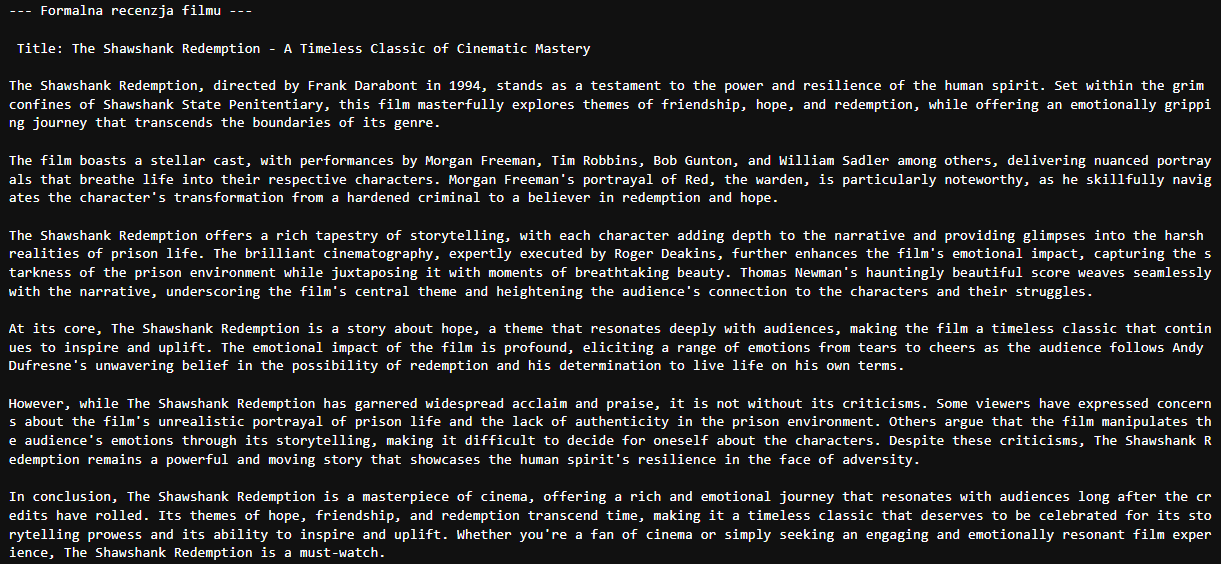 --- Formalna recenzja filmu ---
Title: The Shawshank Redemption - A Timeless Classic of Cinematic Mastery
The Shawshank Redemption, directed by Frank Darabont in 1994, stands as a testament to the power and resilience of the human spirit. Set within the grim
confines of Shawshank State Penitentiary, this film masterfully explores themes of friendship, hope, and redemption, while offering an emotionally grippi
ng journey that transcends the boundaries of its genre.
The film boasts a stellar cast, with performances by Morgan Freeman, Tim Robbins, Bob Gunton, and William Sadler among others, delivering nuanced portray
als that breathe life into their respective characters. Morgan Freeman's portrayal of Red, the warden, is particularly noteworthy, as he skillfully navig
ates the character's transformation from a hardened criminal to a believer in redemption and hope.
The Shawshank Redemption offers a rich tapestry of storytelling, with each character adding depth to the narrative and providing glimpses into the harsh
realities of prison life. The brilliant cinematography, expertly executed by Roger Deakins, further enhances the film's emotional impact, capturing the s
tarkness of the prison environment while juxtaposing it with moments of breathtaking beauty. Thomas Newman's hauntingly beautiful score weaves seamlessly
with the narrative, underscoring the film's central theme and heightening the audience's connection to the characters and their struggles.
At its core, The Shawshank Redemption is a story about hope, a theme that resonates deeply with audiences, making the film a timeless classic that contin
ues to inspire and uplift. The emotional impact of the film is profound, eliciting a range of emotions from tears to cheers as the audience follows Andy
Dufresne's unwavering belief in the possibility of redemption and his determination to live life on his own terms.
However, while The Shawshank Redemption has garnered widespread acclaim and praise, it is not without its criticisms. Some viewers have expressed concern
s about the film's unrealistic portrayal of prison life and the lack of authenticity in the prison environment. Others argue that the film manipulates th
e audience's emotions through its storytelling, making it difficult to decide for oneself about the characters. Despite these criticisms, The Shawshank R
edemption remains a powerful and moving story that showcases the human spirit's resilience in the face of adversity.
In conclusion, The Shawshank Redemption is a masterpiece of cinema, offering a rich and emotional journey that resonates with audiences long after the cr
edits have rolled. Its themes of hope, friendship, and redemption transcend time, making it a timeless classic that deserves to be celebrated for its sto
rytelling prowess and its ability to inspire and uplift. Whether you're a fan of cinema or simply seeking an engaging and emotionally resonant film exper
ience, The Shawshank Redemption is a must-watch.